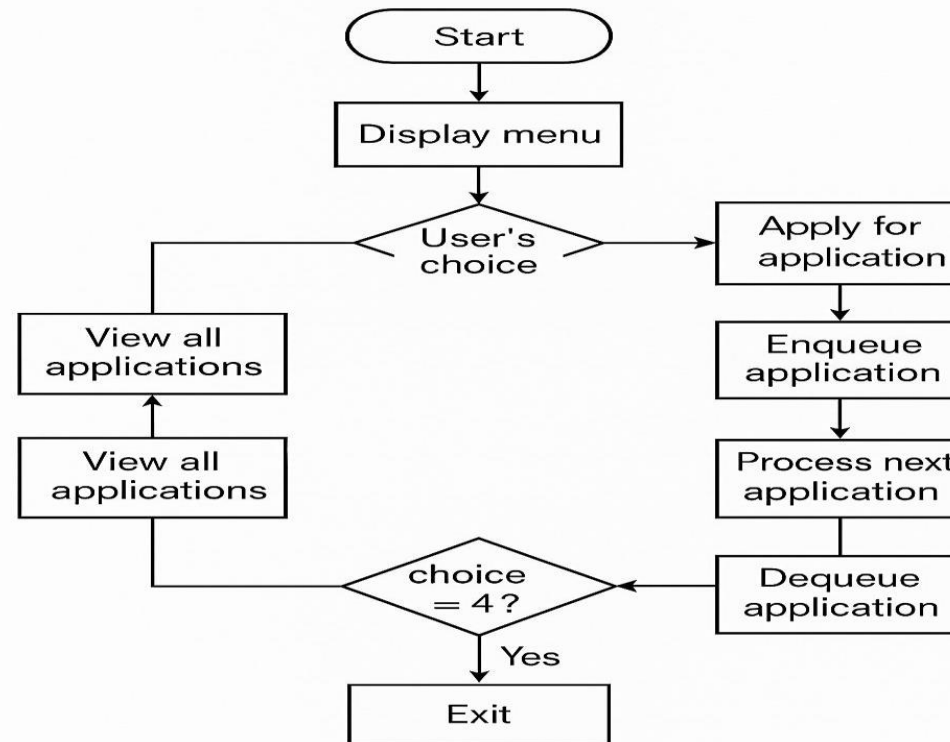 Start
Display menu
User's
choice
Apply for
application
Enqueue
application
Process next
application
Dequeue
application
choice
= 4?
Yes
Exit
View all
applications
View all
applications